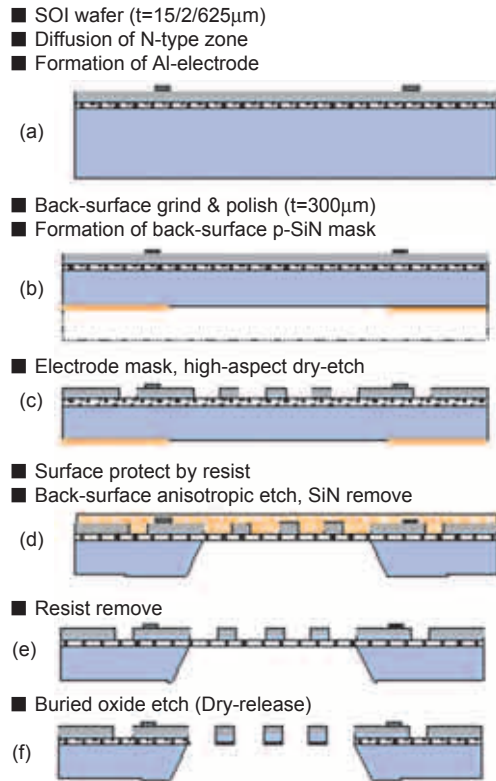 ■ SOI wafer (t=15/2/625μm)
■ Diffusion of N-type zone
■ Formation of Al-electrode
(a)
■ Back-surface grind & polish (t=300μm)
■ Formation of back-surface p-SiN mask
(b)
■ Electrode mask, high-aspect dry-etch
(c)
■ Surface protect by resist
■ Back-surface anisotropic etch, SiN remove
(d)
■ Resist remove
(e)
■ Buried oxide etch (Dry-release)
(f)